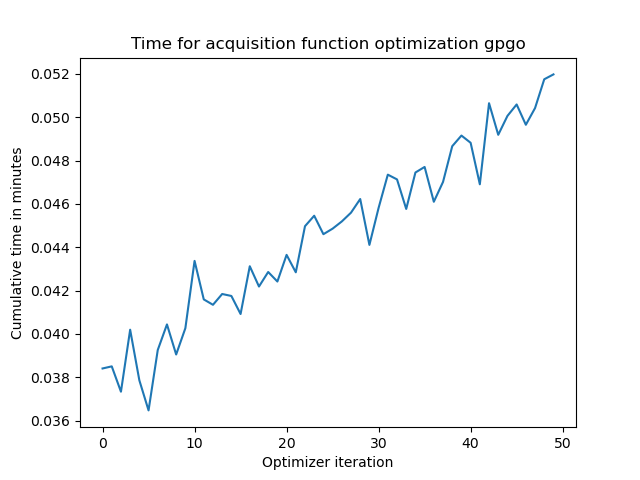 Time for acquisition function optimization gpgo
0.052
0.050
0.048
0.046
0.044
0.042
0.040
0.038
0.036
Cumulative time in minutes
0 10 20 30 40 50
Optimizer iteration